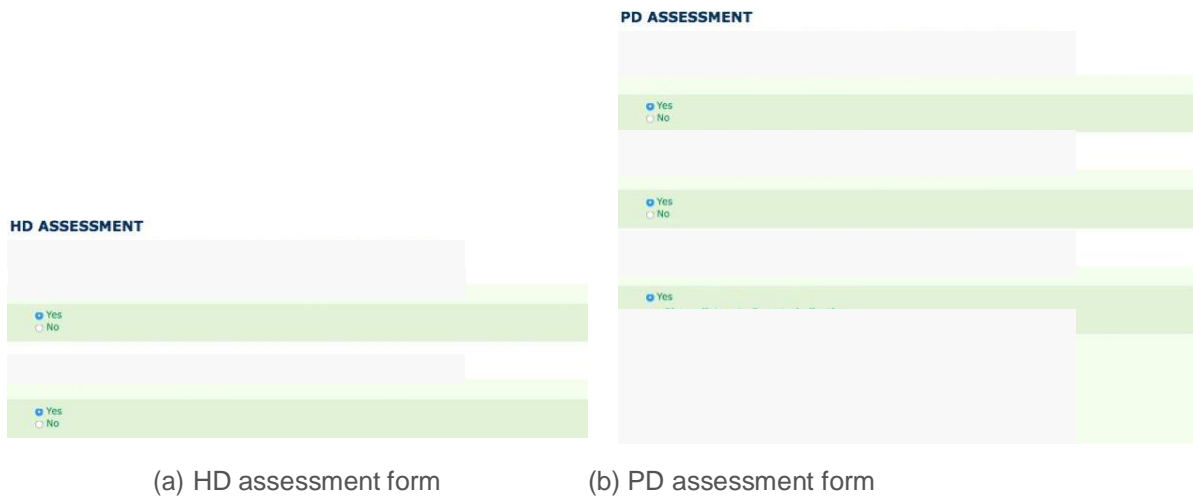 HD ASSESSMENT
Yes
No
Yes
No
PD ASSESSMENT
Yes
No
Yes
No
Yes
(a) HD assessment form
(b) PD assessment form